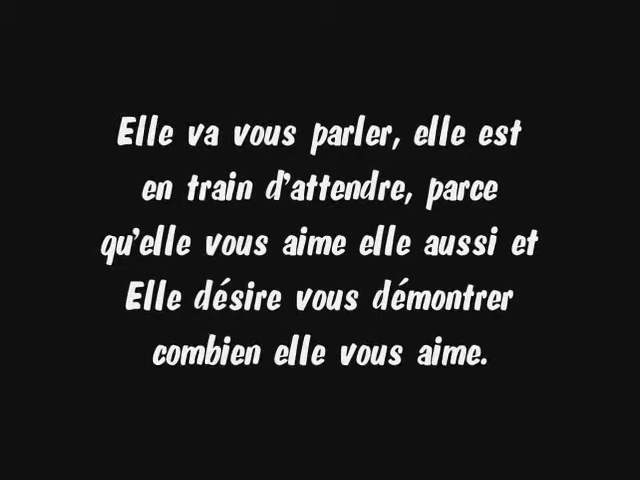 Elle va vous parler, elle est
en train d'attendre, parce
qu'elle vous aime elle aussi et
Elle désire vous démontrer
combien elle vous aime.